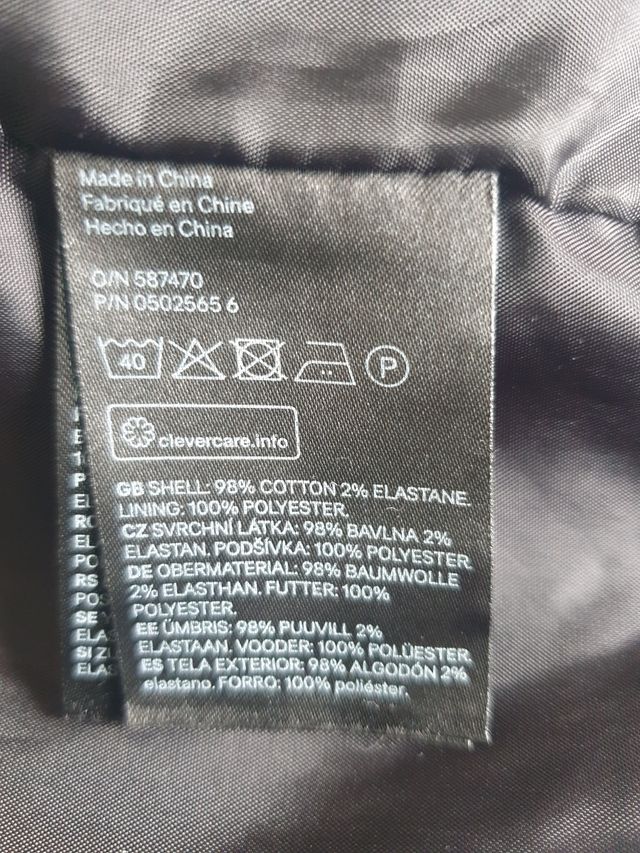 Made in China
Fabriqué en Chine
Hecho en China
O/N 587470
P/N 0502565 6
40 P
clevercare.info
GB SHELL: 98% COTTON 2% ELASTANE.
LINING: 100% POLYESTER.
CZ SVRCHNÍ LÁTKA: 98% BAVLNA 2%
ELASTAN. PODŠÍVKA: 100% POLYESTER.
DE OBERMATERIAL: 98% BAUMWOLLE
2% ELASTHAN. FUTTER: 100%
POLYESTER.
EE ÜMBRIS: 98% PUUVILL 2%
ELASTAAN. VOODER: 100% POLÜESTER.
ES TELA EXTERIOR: 98% ALGODÓN 2%
elastano. FORRO: 100% poliéster.